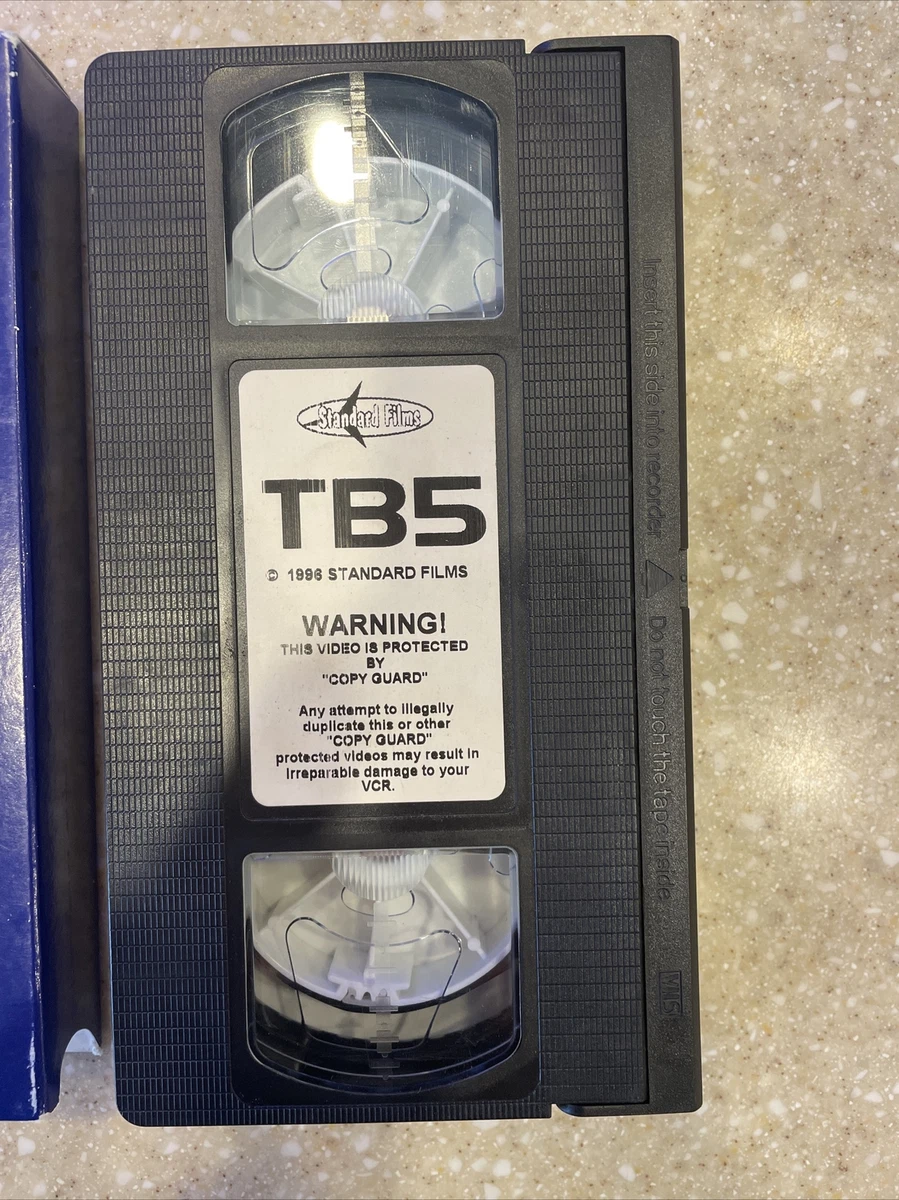 Standard Films
TB5
© 1996 STANDARD FILMS
WARNING!
THIS VIDEO IS PROTECTED
BY
"COPY GUARD"
Any attempt to illegally
duplicate this or other
"COPY GUARD"
protected videos may result in
irreparable damage to your
VCR.
Insert this side into recorder
Do not touch the tape inside